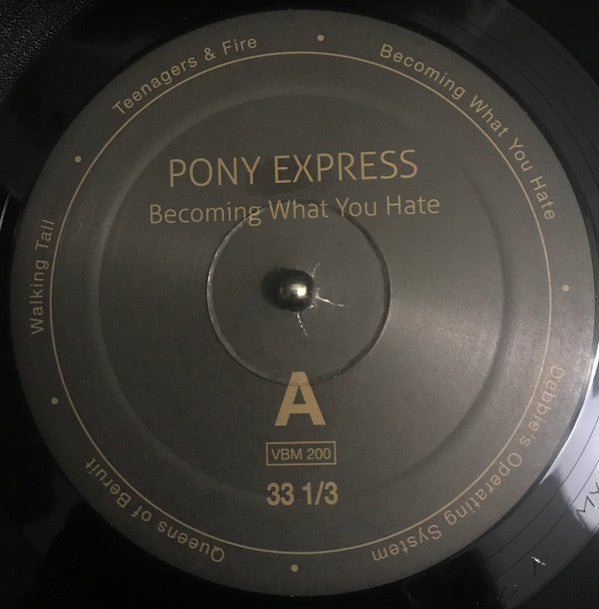 PONY EXPRESS
Becoming What You Hate
A
VBM 200
33 1/3
Becoming What You Hate
Debbie's Operating System
Queens of Beruit
Walking Tall
Teenagers & Fire